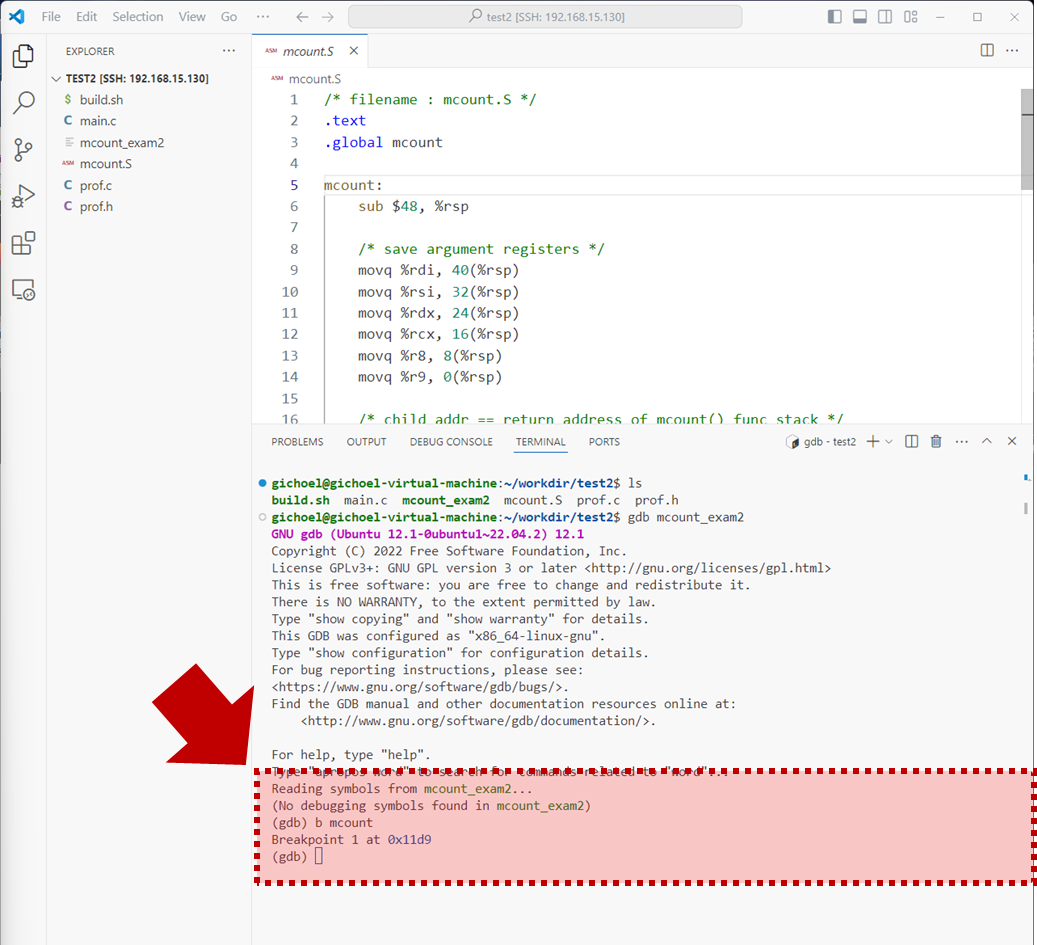 File Edit Selection View Go ··· test2 [SSH: 192.168.15.130]
EXPLORER ···
TEST2 [SSH: 192.168.15.130]
$ build.sh
C main.c
mcount_exam2
ASM mcount.S
C prof.c
C prof.h
ASM mcount.S
ASM mcount.S
1 /* filename : mcount.S */
2 .text
3 .global mcount
4
5 mcount:
6 sub $48, %rsp
7
8 /* save argument registers */
9 movq %rdi, 40(%rsp)
10 movq %rsi, 32(%rsp)
11 movq %rdx, 24(%rsp)
12 movq %rcx, 16(%rsp)
13 movq %r8, 8(%rsp)
14 movq %r9, 0(%rsp)
15
16 /* child addr == return address of mcount() func stack */
PROBLEMS OUTPUT DEBUG CONSOLE TERMINAL PORTS gdb - test2
gichoel@gichoel-virtual-machine:~/workdir/test2$ ls
build.sh main.c mcount_exam2 mcount.S prof.c prof.h
gichoel@gichoel-virtual-machine:~/workdir/test2$ gdb mcount_exam2
GNU gdb (Ubuntu 12.1-0ubuntu1~22.04.2) 12.1
Copyright (C) 2022 Free Software Foundation, Inc.
License GPLv3+: GNU GPL version 3 or later <http://gnu.org/licenses/gpl.html>
This is free software: you are free to change and redistribute it.
There is NO WARRANTY, to the extent permitted by law.
Type "show copying" and "show warranty" for details.
This GDB was configured as "x86_64-linux-gnu".
Type "show configuration" for configuration details.
For bug reporting instructions, please see:
<https://www.gnu.org/software/gdb/bugs/>.
Find the GDB manual and other documentation resources online at:
<http://www.gnu.org/software/gdb/documentation/>.
For help, type "help".
Type "apropos word" to search for commands related to "word"...
Reading symbols from mcount_exam2...
(No debugging symbols found in mcount_exam2)
(gdb) b mcount
Breakpoint 1 at 0x11d9
(gdb)